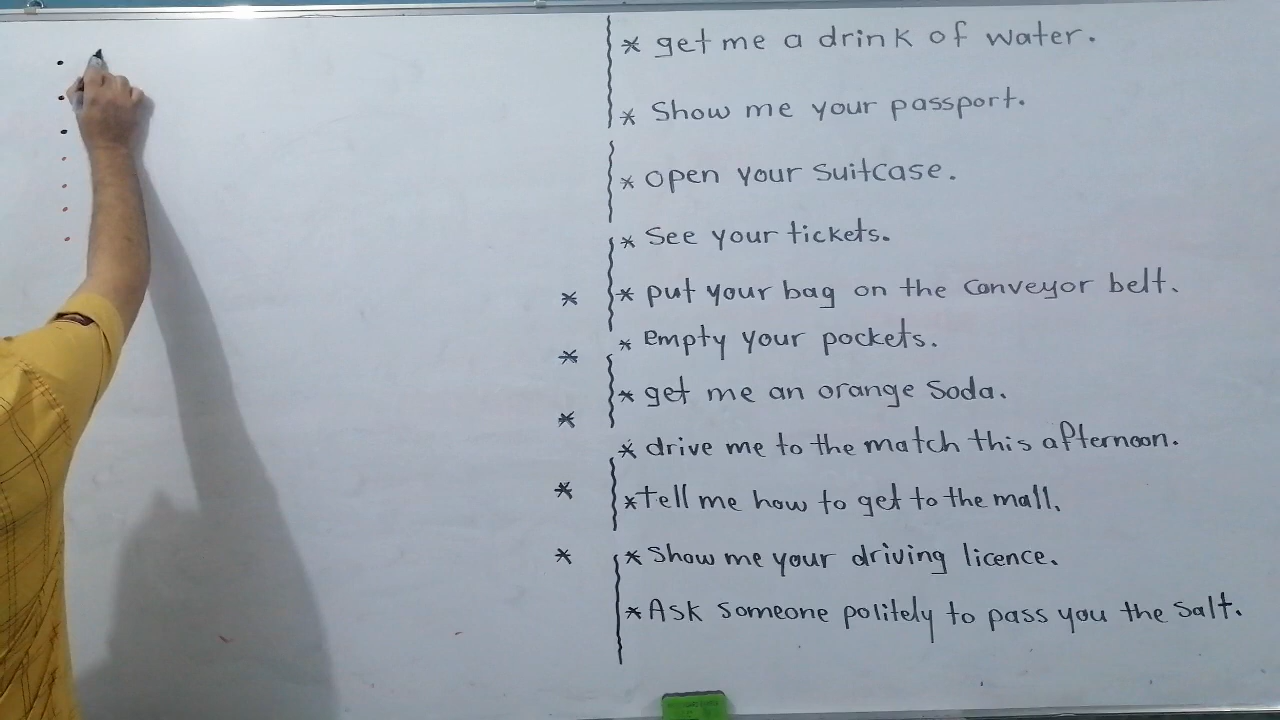 * get me a drink of water.
* Show me your passport.
* open your suitcase.
* See your tickets.
* put your bag on the conveyor belt.
* empty your pockets.
* get me an orange soda.
* drive me to the match this afternoon.
* tell me how to get to the mall.
* Show me your driving licence.
* Ask someone politely to pass you the salt.